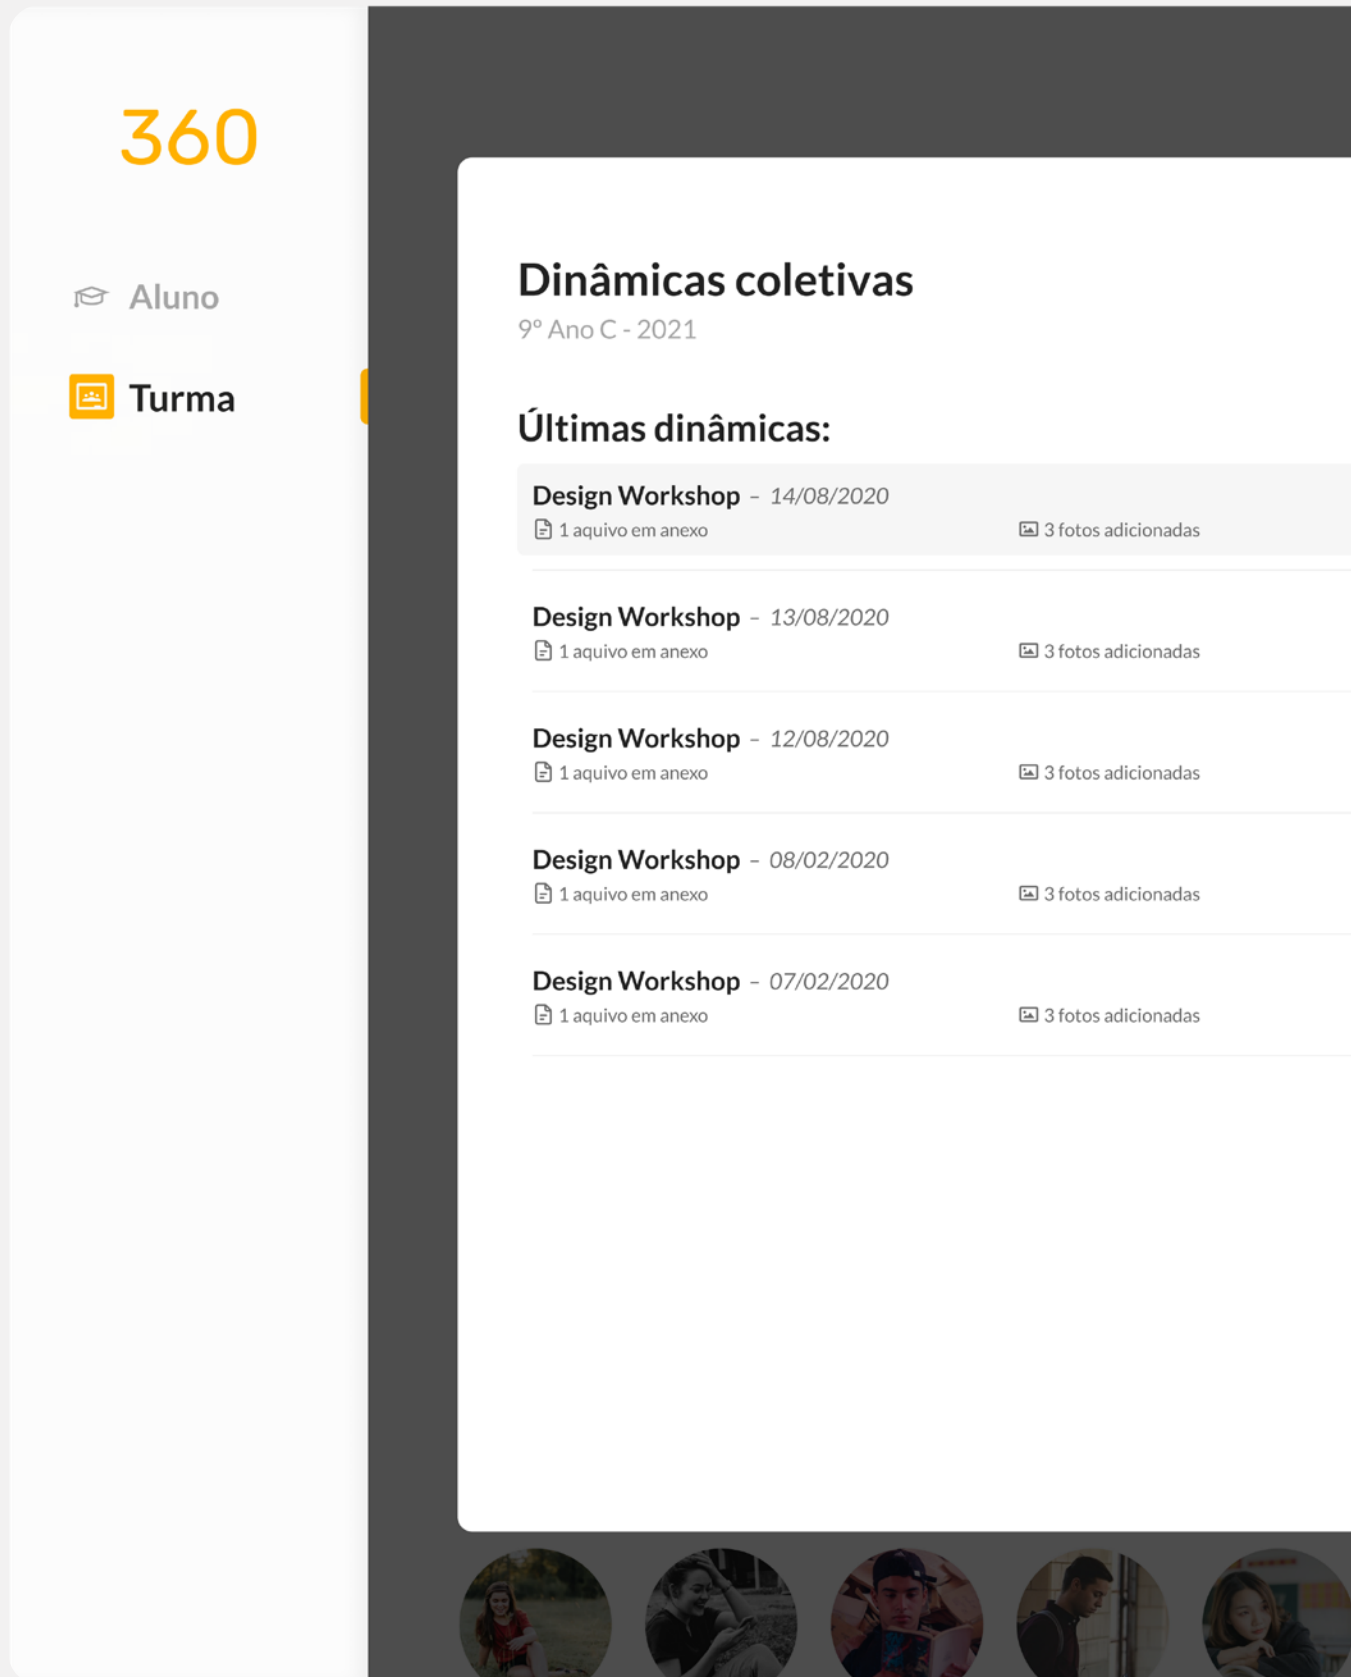 360
Aluno
Turma
Dinâmicas coletivas
9º Ano C - 2021
Últimas dinâmicas:
Design Workshop – 14/08/2020
1 aquivo em anexo 3 fotos adicionadas
Design Workshop – 13/08/2020
1 aquivo em anexo 3 fotos adicionadas
Design Workshop – 12/08/2020
1 aquivo em anexo 3 fotos adicionadas
Design Workshop – 08/02/2020
1 aquivo em anexo 3 fotos adicionadas
Design Workshop – 07/02/2020
1 aquivo em anexo 3 fotos adicionadas